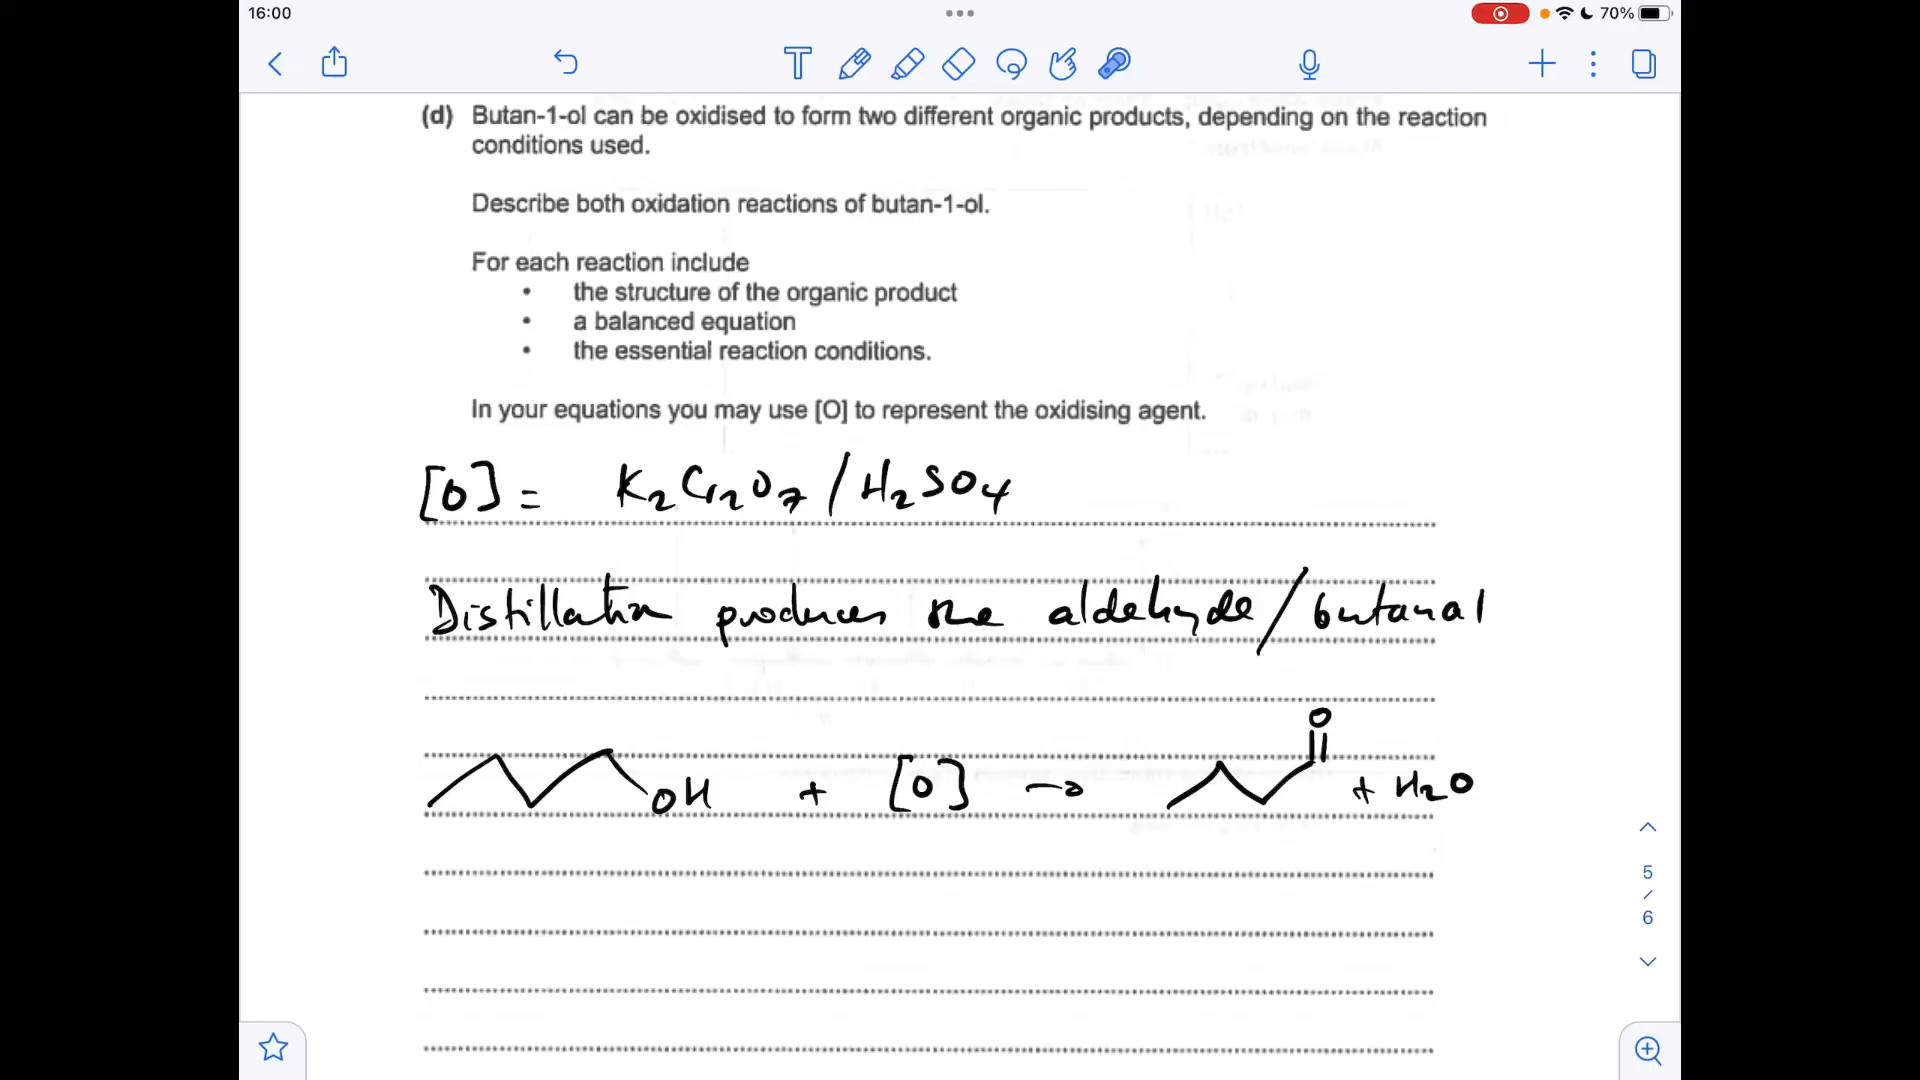 16:00
70%
(d) Butan-1-ol can be oxidised to form two different organic products, depending on the reaction
conditions used.
Describe both oxidation reactions of butan-1-ol.
For each reaction include
• the structure of the organic product
• a balanced equation
• the essential reaction conditions.
In your equations you may use [O] to represent the oxidising agent.
[O] = K₂Cr₂O₇ / H₂SO₄
Distillation produces the aldehyde / butanal
O
OH + [O] → + H₂O
5
/
6